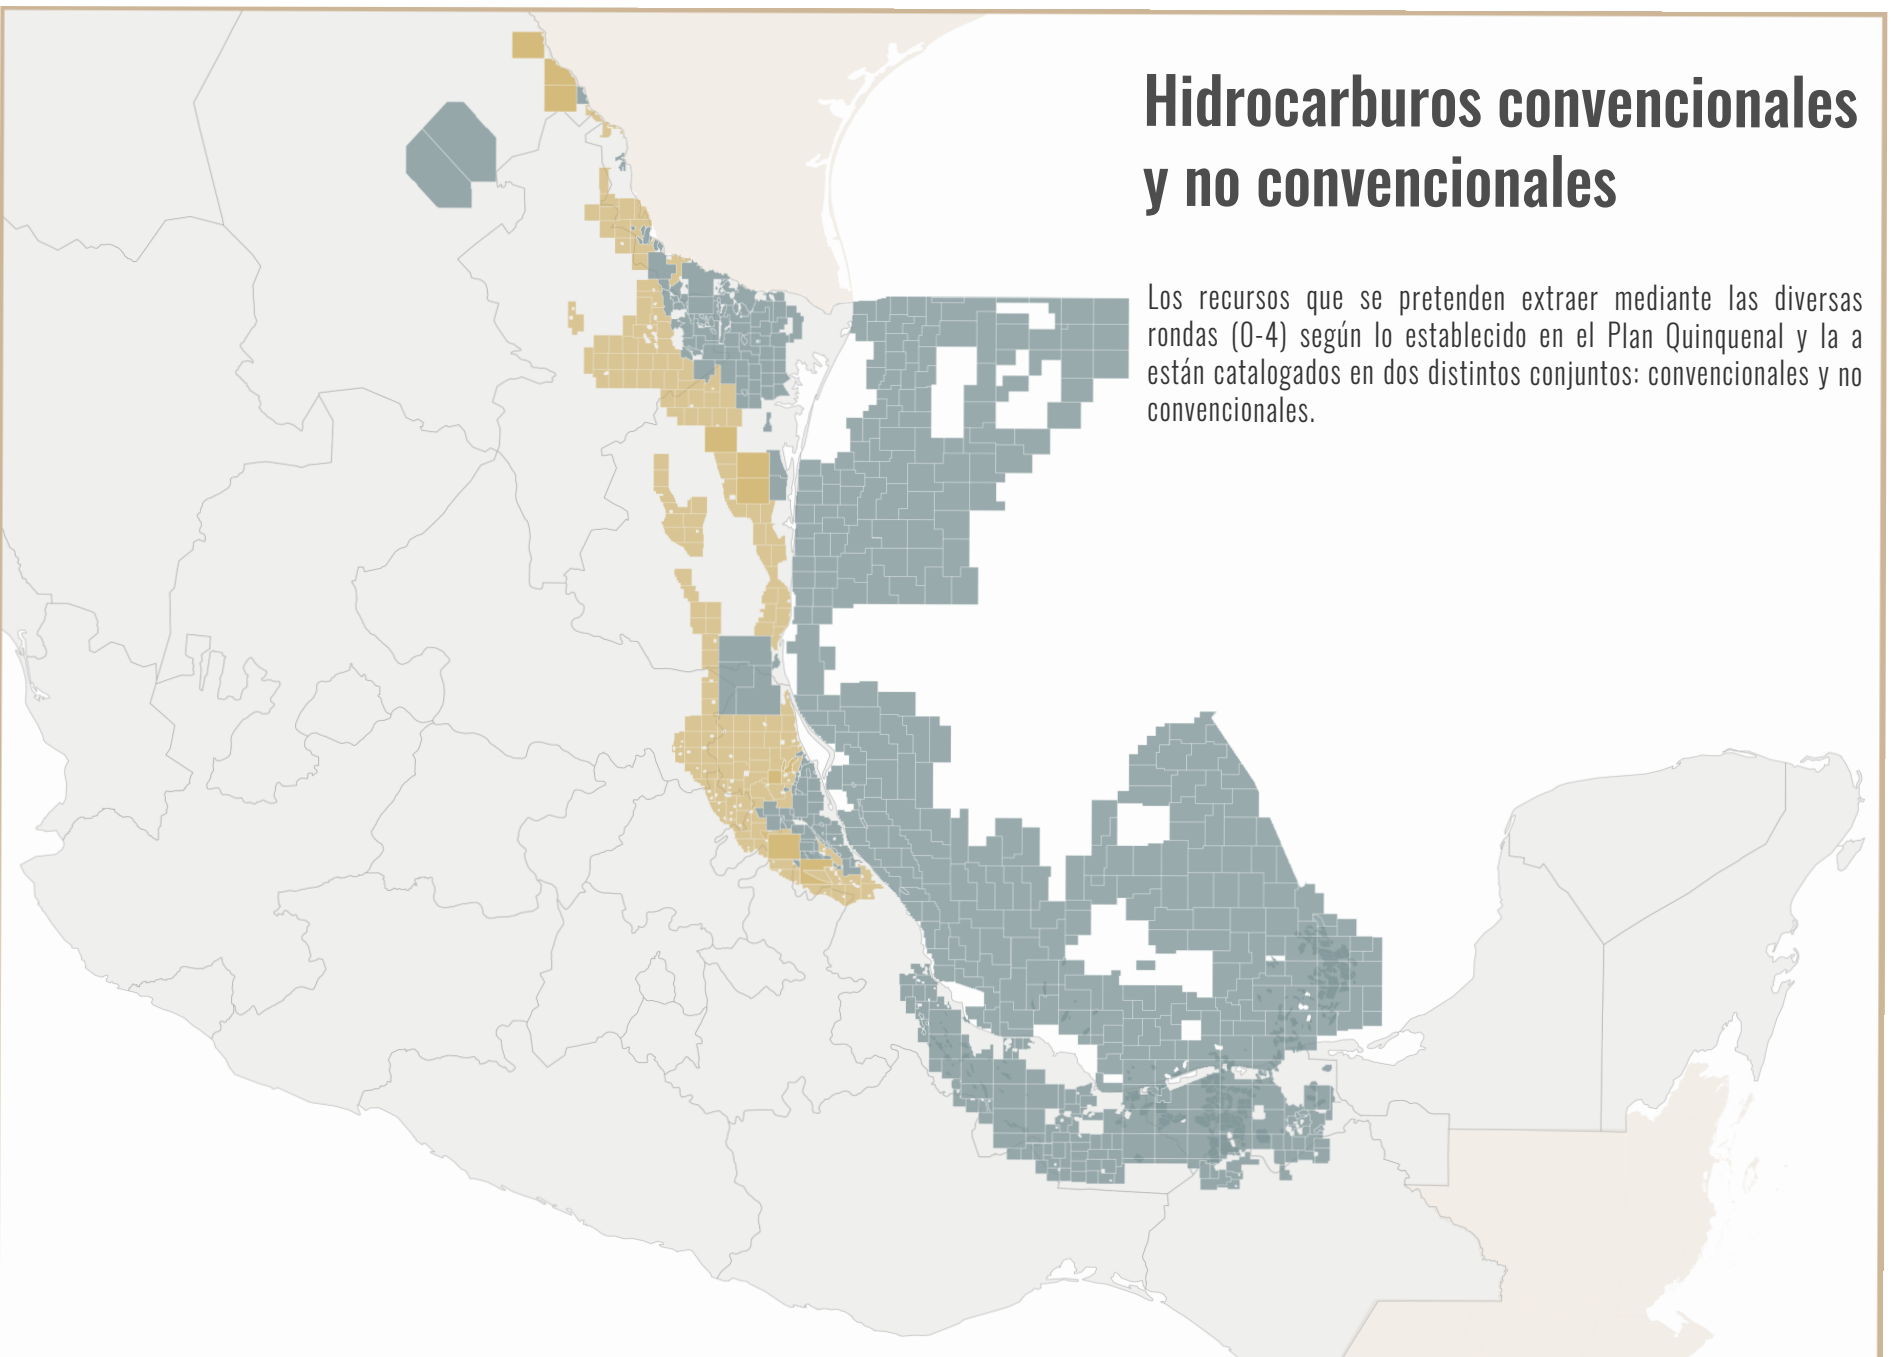 Hidrocarburos convencionales
y no convencionales
Los recursos que se pretenden extraer mediante las diversas
rondas (0-4) según lo establecido en el Plan Quinquenal y la a
están catalogados en dos distintos conjuntos: convencionales y no
convencionales.